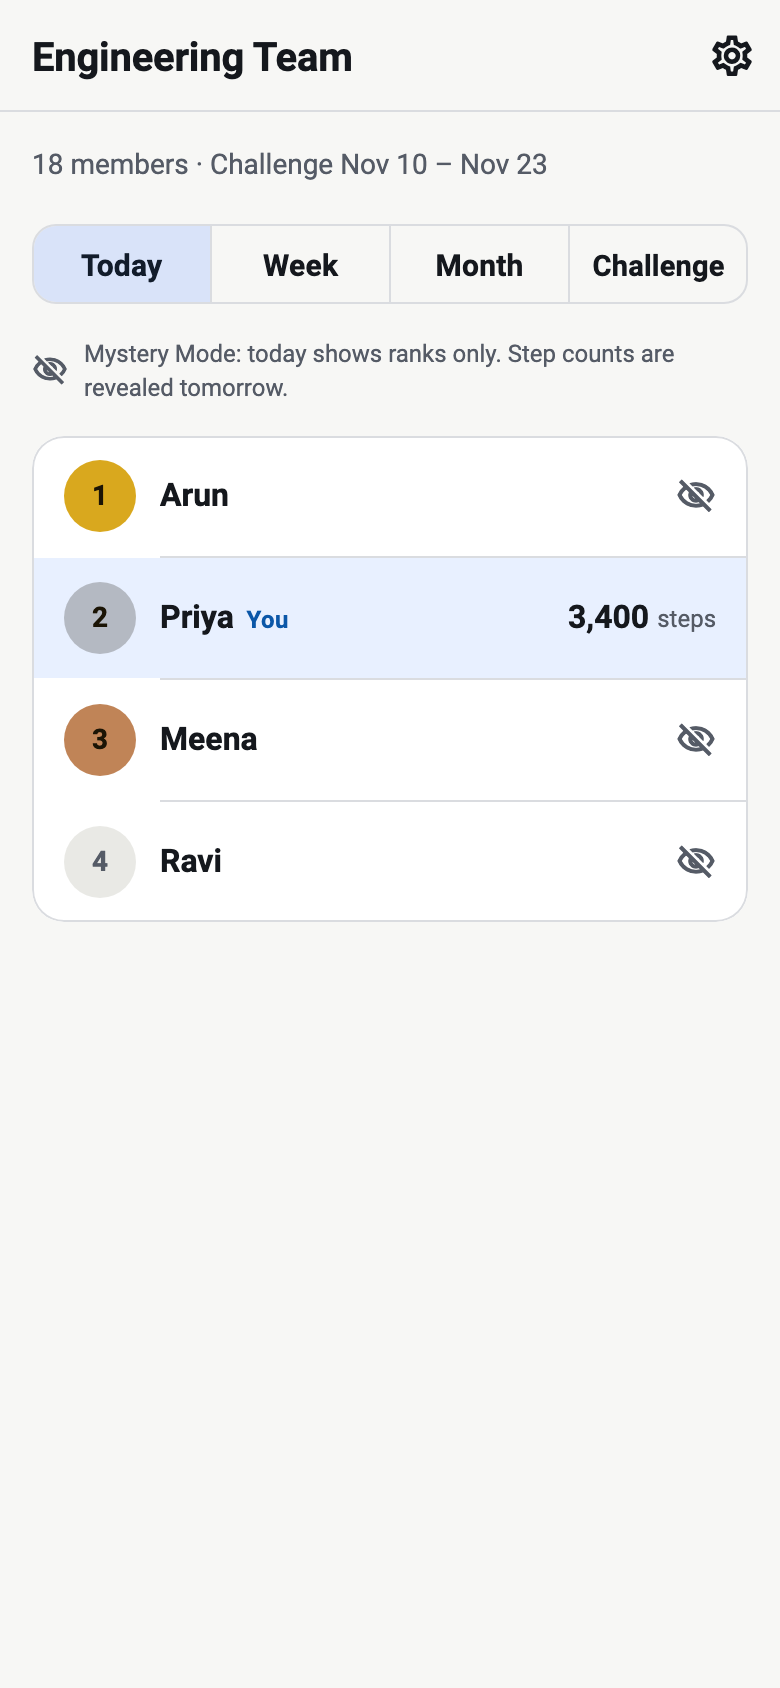 Engineering Team
18 members · Challenge Nov 10 – Nov 23
Today Week Month Challenge
Mystery Mode: today shows ranks only. Step counts are
revealed tomorrow.
1 Arun
2 Priya You 3,400 steps
3 Meena
4 Ravi